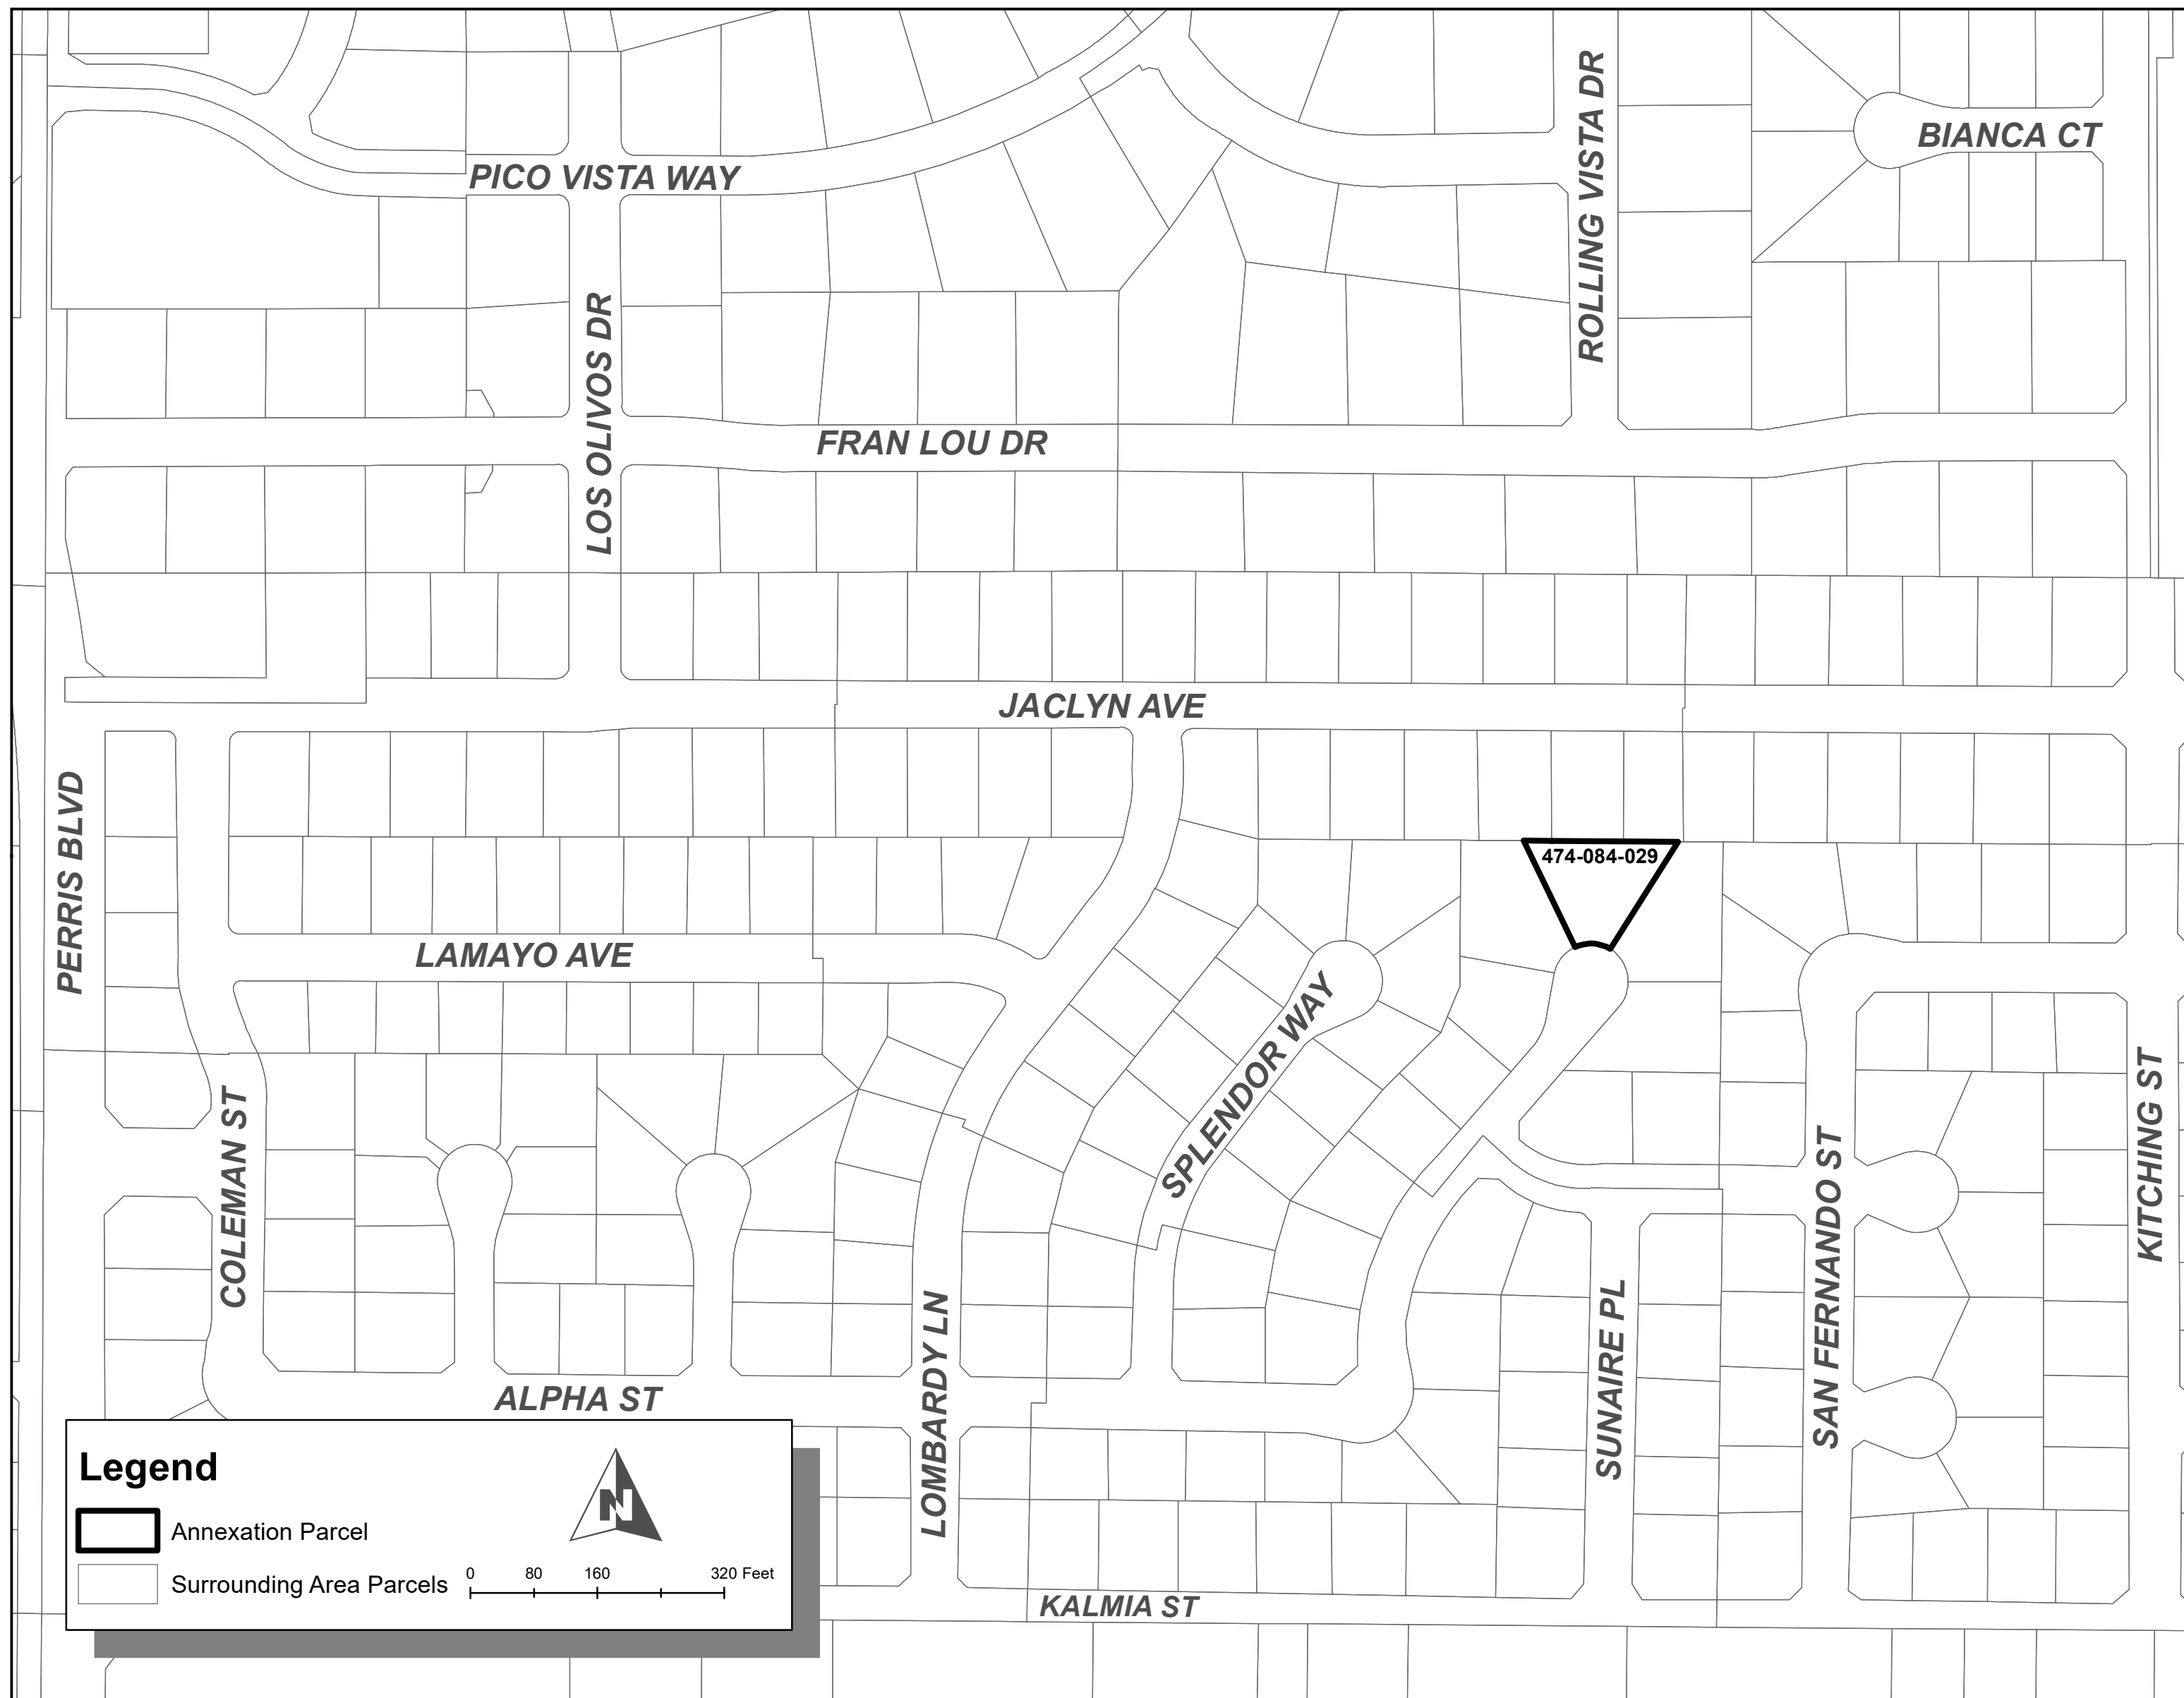 ROLLING VISTA DR
BIANCA CT
PICO VISTA WAY
LOS OLIVOS DR
FRAN LOU DR
JACLYN AVE
PERRIS BLVD
474-084-029
LAMAYO AVE
SPLENDOR WAY
COLEMAN ST
KITCHING ST
SAN FERNANDO ST
SUNAIRE PL
LOMBARDY LN
ALPHA ST
Legend
N
Annexation Parcel
Surrounding Area Parcels
0 80 160 320 Feet
KALMIA ST